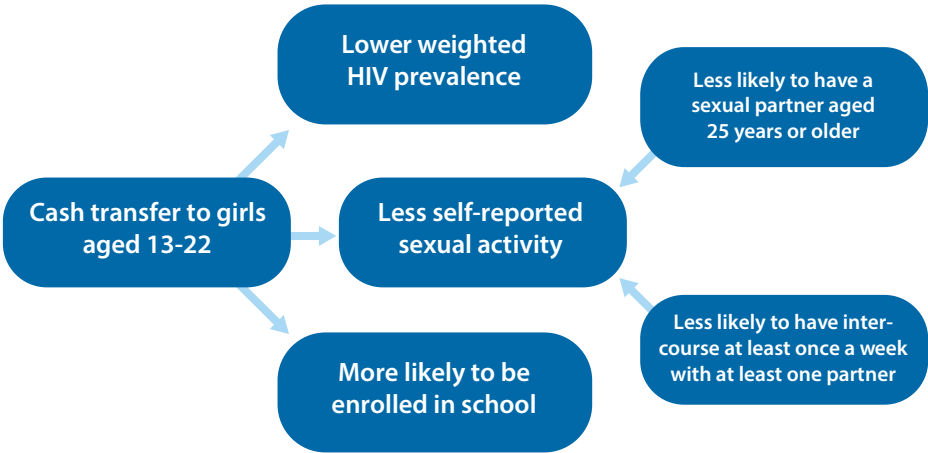 Lower weighted
HIV prevalence
Less likely to have a
sexual partner aged
25 years or older
Cash transfer to girls
aged 13-22
Less self-reported
sexual activity
Less likely to have inter-
course at least once a week
with at least one partner
More likely to be
enrolled in school